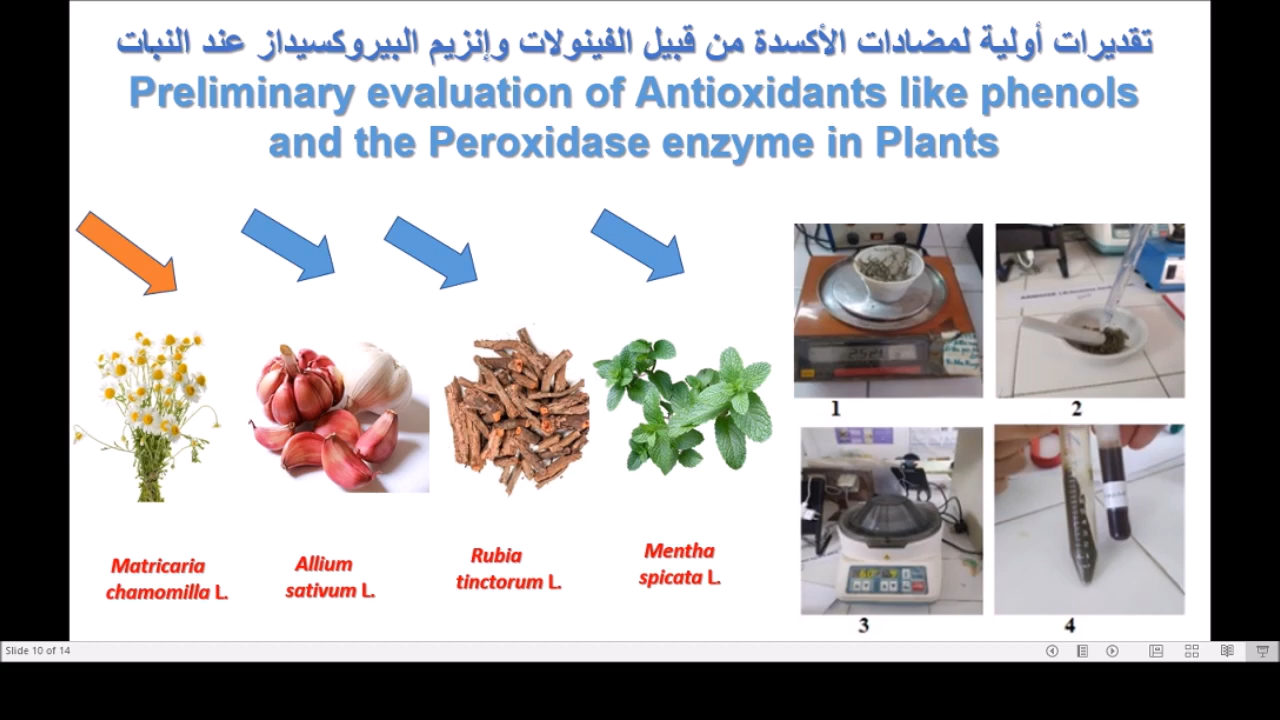 تقديرات أولية لمضادات الأكسدة من قبيل الفينولات وإنزيم البيروكسيداز عند النبات
Preliminary evaluation of Antioxidants like phenols
and the Peroxidase enzyme in Plants
Matricaria
chamomilla L.
Allium
sativum L.
Rubia
tinctorum L.
Mentha
spicata L.
1
2
3
4
Slide 10 of 14